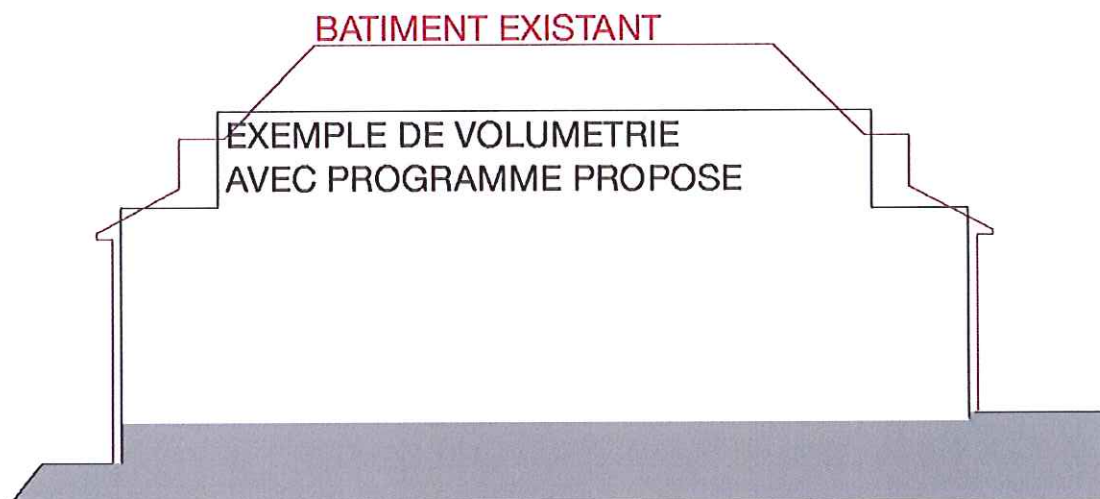 BATIMENT EXISTANT
EXEMPLE DE VOLUMETRIE
AVEC PROGRAMME PROPOSE